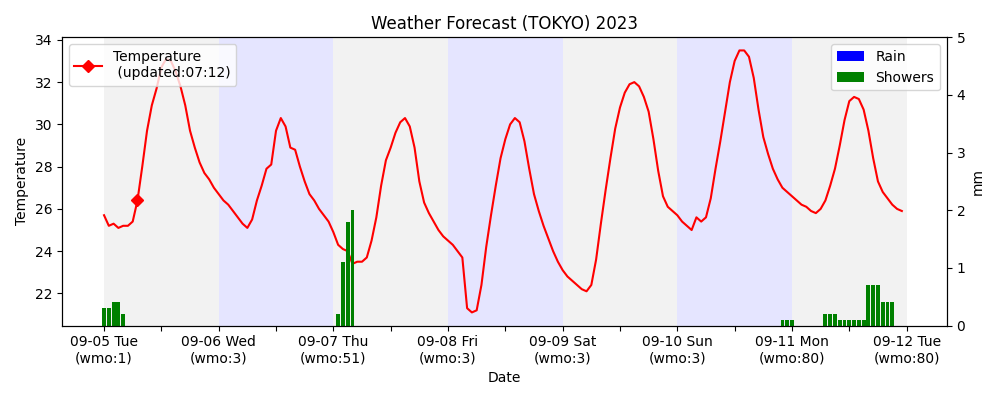 Weather Forecast (TOKYO) 2023
Temperature
(updated:07:12)
Rain
Showers
34
32
30
28
26
24
22
Temperature
5
4
3
2
1
0
mm
09-05 Tue
(wmo:1)
09-06 Wed
(wmo:3)
09-07 Thu
(wmo:51)
09-08 Fri
(wmo:3)
09-09 Sat
(wmo:3)
09-10 Sun
(wmo:3)
09-11 Mon
(wmo:80)
09-12 Tue
(wmo:80)
Date